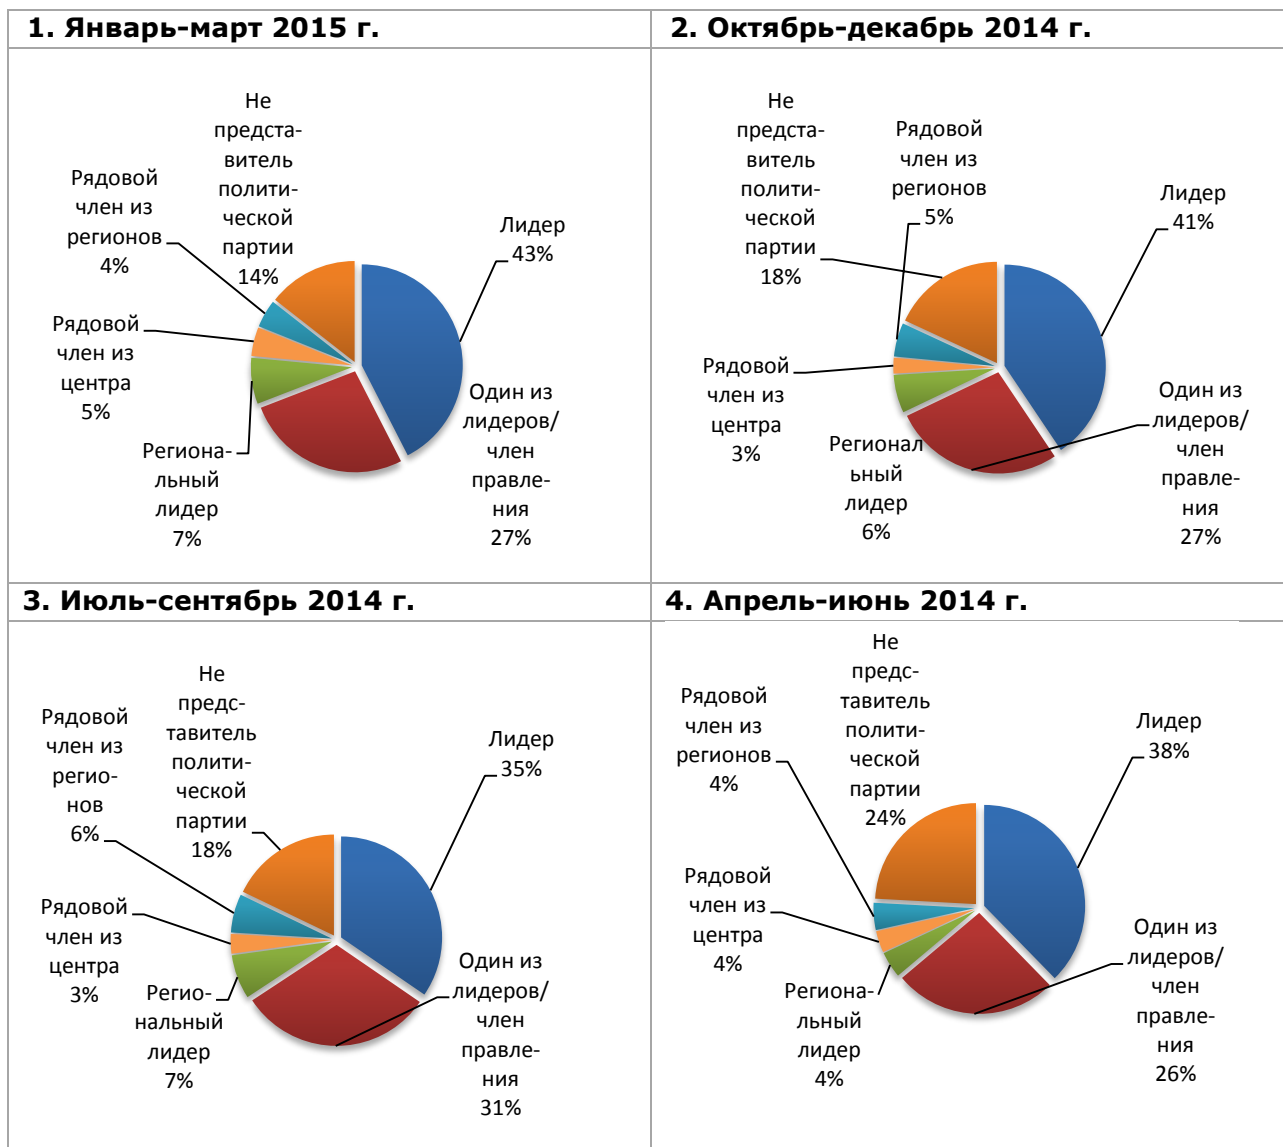 1. Январь-март 2015 г.
Не
предста-
витель
полити-
ческой
партии
14%
Рядовой
член из
регионов
4%
Лидер
43%
Рядовой
член из
центра
5%
Один из
лидеров/
член
правле-
ния
27%
Региона-
льный
лидер
7%
2. Октябрь-декабрь 2014 г.
Не
предста-
витель
полити-
ческой
партии
18%
Рядовой
член из
регионов
5%
Лидер
41%
Рядовой
член из
центра
3%
Один из
лидеров/
член
правле-
ния
27%
Регионал
ьный
лидер
6%
3. Июль-сентябрь 2014 г.
Не
предс-
тавитель
полити-
ческой
партии
18%
Рядовой
член из
регио-
нов
6%
Лидер
35%
Рядовой
член из
центра
3%
Один из
лидеров/
член
правле-
ния
31%
Регио-
нальный
лидер
7%
4. Апрель-июнь 2014 г.
Не
предс-
тавитель
полити-
ческой
партии
24%
Рядовой
член из
регионов
4%
Лидер
38%
Рядовой
член из
центра
4%
Один из
лидеров/
член
правле-
ния
26%
Региона-
льный
лидер
4%